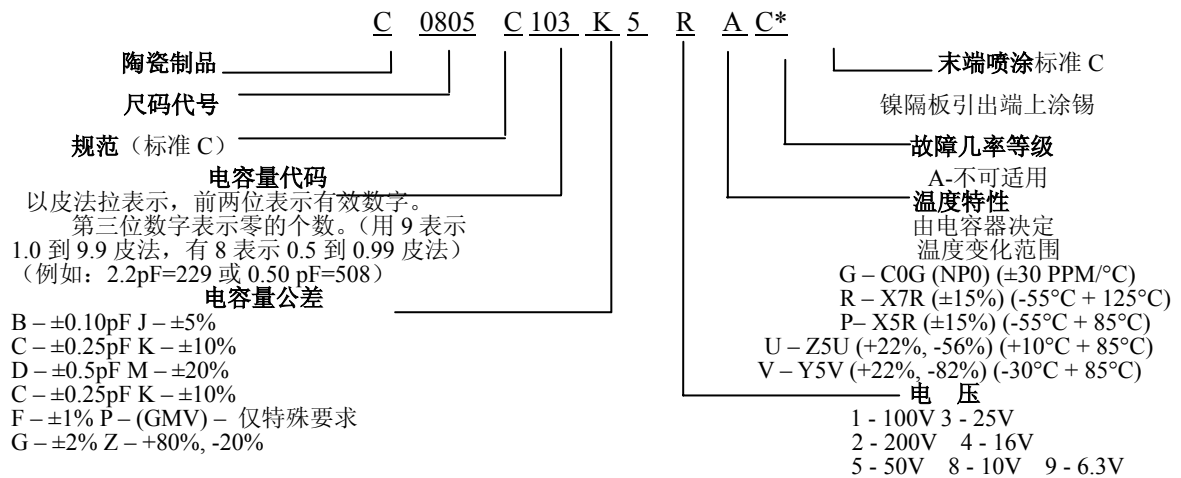 C 0805 C 103 K 5 R A C*
陶瓷制品
尺码代号
规范（标准 C）
电容量代码
以皮法拉表示，前两位表示有效数字。
第三位数字表示零的个数。（用 9 表示
1.0 到 9.9 皮法，有 8 表示 0.5 到 0.99 皮法）
（例如：2.2pF=229 或 0.50 pF=508）
电容量公差
B – ±0.10pF J – ±5%
C – ±0.25pF K – ±10%
D – ±0.5pF M – ±20%
C – ±0.25pF K – ±10%
F – ±1% P – (GMV) – 仅特殊要求
G – ±2% Z – +80%, -20%
末端喷涂标准 C
镍隔板引出端上涂锡
故障几率等级
A-不可适用
温度特性
由电容器决定
温度变化范围
G – C0G (NP0) (±30 PPM/°C)
R – X7R (±15%) (-55°C + 125°C)
P– X5R (±15%) (-55°C + 85°C)
U – Z5U (+22%, -56%) (+10°C + 85°C)
V – Y5V (+22%, -82%) (-30°C + 85°C)
电 压
1 - 100V 3 - 25V
2 - 200V 4 - 16V
5 - 50V 8 - 10V 9 - 6.3V